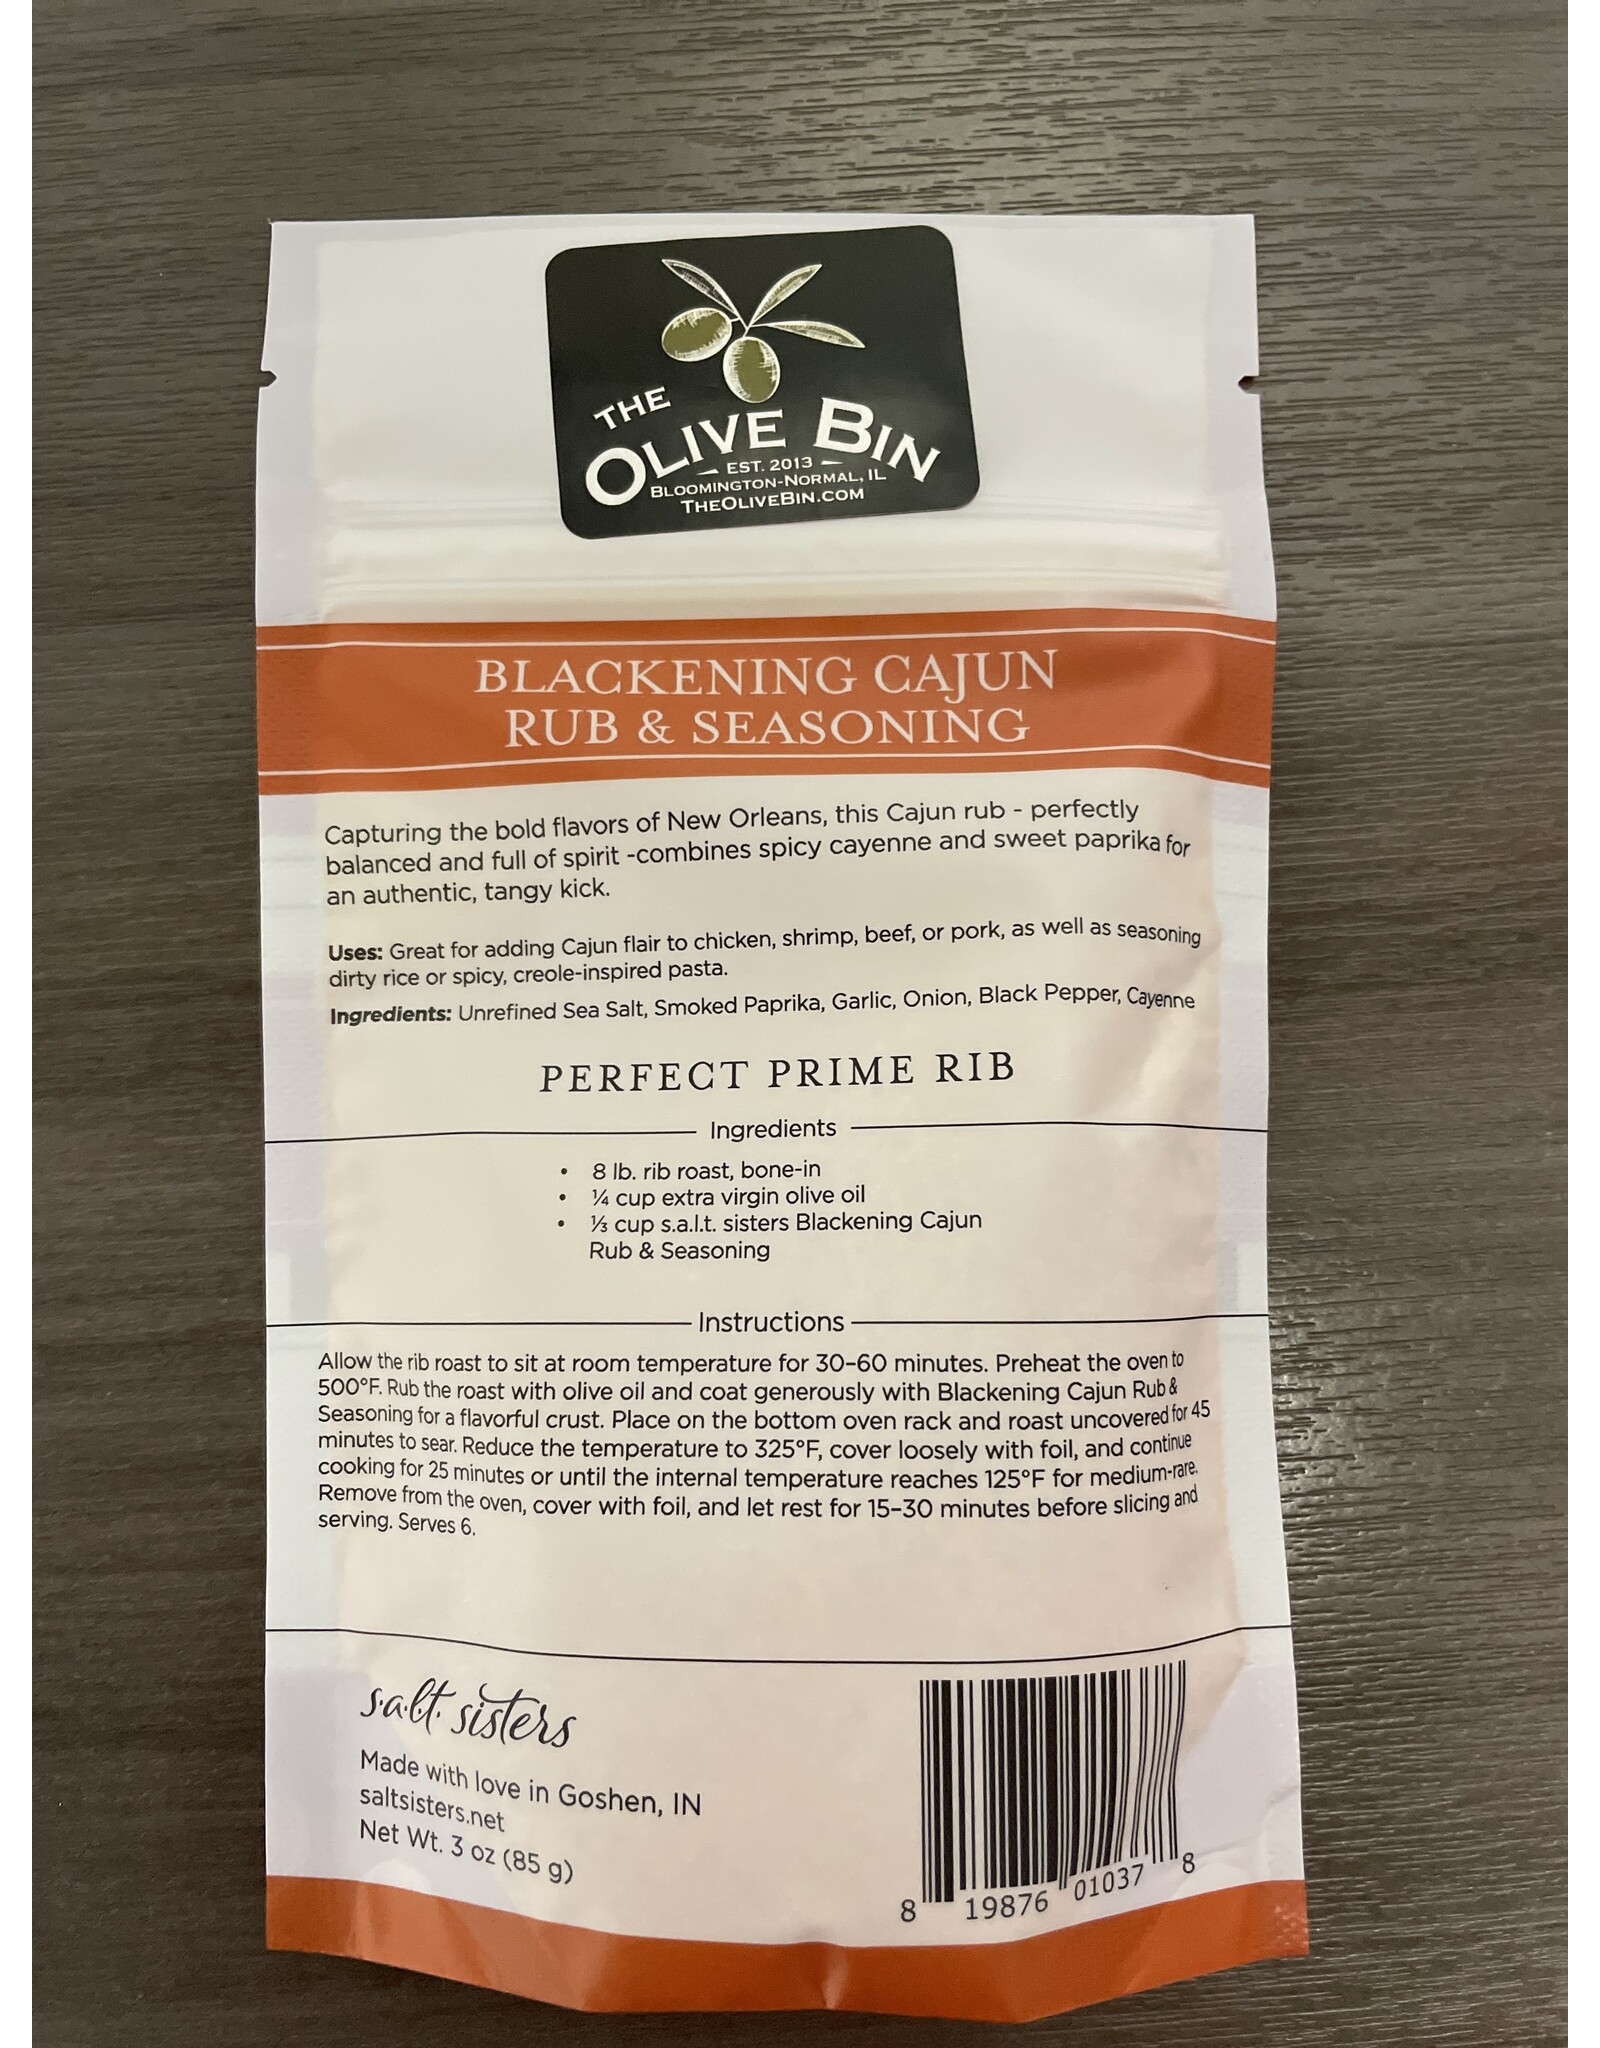 THE
OLIVE BIN
EST. 2013
BLOOMINGTON-NORMAL, IL
THEOLIVEBIN.COM
BLACKENING CAJUN
RUB & SEASONING
Capturing the bold flavors of New Orleans, this Cajun rub - perfectly
balanced and full of spirit -combines spicy cayenne and sweet paprika for
an authentic, tangy kick.
Uses: Great for adding Cajun flair to chicken, shrimp, beef, or pork, as well as seasoning
dirty rice or spicy, creole-inspired pasta.
Ingredients: Unrefined Sea Salt, Smoked Paprika, Garlic, Onion, Black Pepper, Cayenne
PERFECT PRIME RIB
Ingredients
• 8 lb. rib roast, bone-in
• ¼ cup extra virgin olive oil
• ⅓ cup s.a.l.t. sisters Blackening Cajun
Rub & Seasoning
Instructions
Allow the rib roast to sit at room temperature for 30–60 minutes. Preheat the oven to
500°F. Rub the roast with olive oil and coat generously with Blackening Cajun Rub &
Seasoning for a flavorful crust. Place on the bottom oven rack and roast uncovered for 45
minutes to sear. Reduce the temperature to 325°F, cover loosely with foil, and continue
cooking for 25 minutes or until the internal temperature reaches 125°F for medium-rare.
Remove from the oven, cover with foil, and let rest for 15–30 minutes before slicing and
serving. Serves 6.
s.a.l.t. sisters
Made with love in Goshen, IN
saltsisters.net
Net Wt. 3 oz (85 g)
8 19876 01037 8